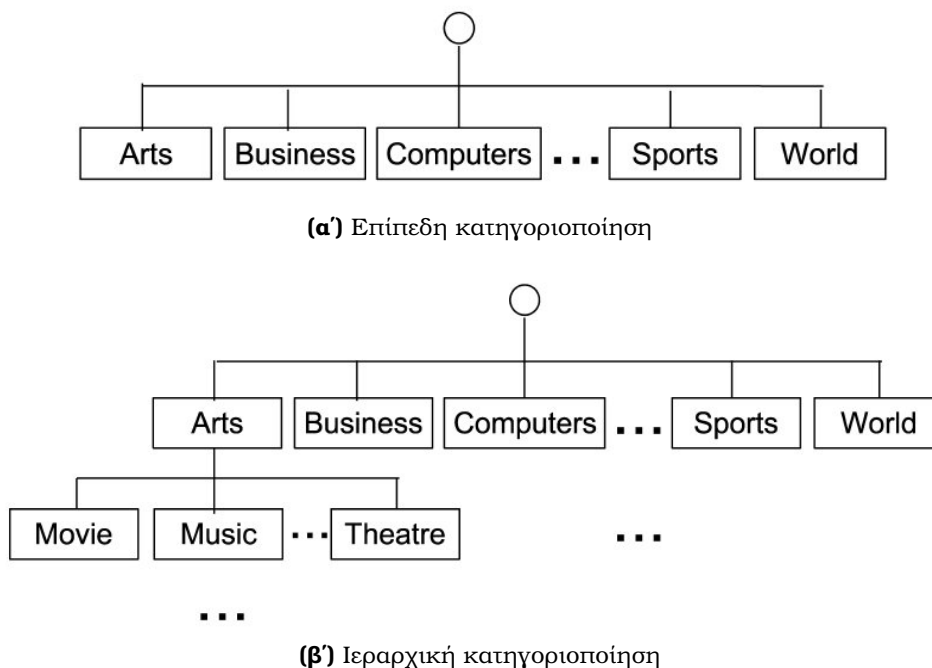 Arts Business Computers ... Sports World
(α') Επίπεδη κατηγοριοποίηση
Arts Business Computers ... Sports World
Movie Music ... Theatre ...
...
(β') Ιεραρχική κατηγοριοποίηση